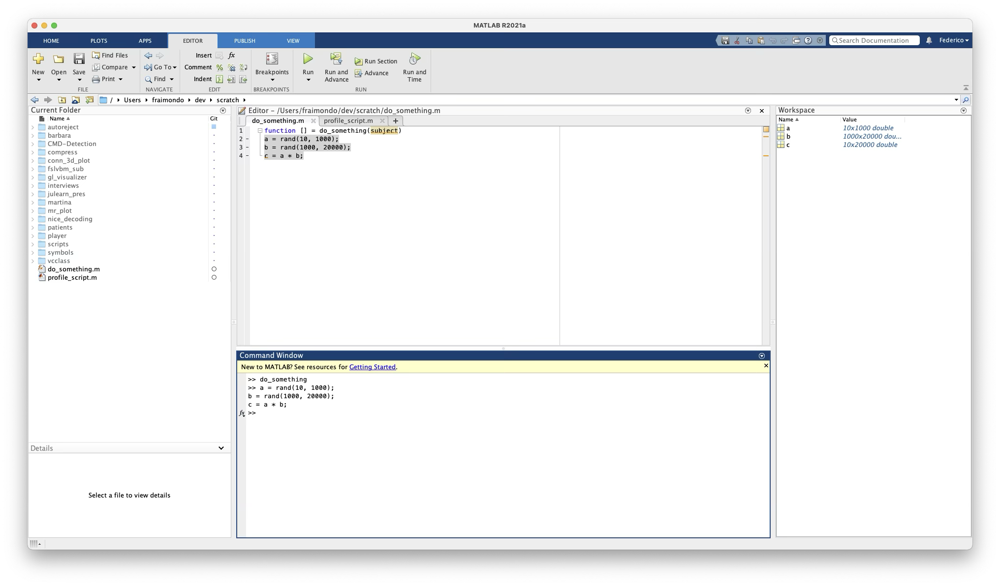 MATLAB R2021a
HOME PLOTS APPS EDITOR PUBLISH VIEW
Search Documentation Federico
New Open Save
Find Files
Compare
Print
FILE
Go To
Find
NAVIGATE
Insert fx
Comment
Indent
EDIT
Breakpoints
BREAKPOINTS
Run
Run and Advance
Run Section
Advance
Run and Time
RUN
/ Users fraimondo dev scratch
Current Folder
Name Git
autoreject
barbara
CMD-Detection
compress
conn_3d_plot
fslvbm_sub
gl_visualizer
interviews
julearn_pres
martina
mr_plot
nice_decoding
patients
player
scripts
symbols
vcclass
do_something.m
profile_script.m
Details
Select a file to view details
Editor - /Users/fraimondo/dev/scratch/do_something.m
do_something.m profile_script.m +
1 function [] = do_something(subject)
2 - a = rand(10, 1000);
3 - b = rand(1000, 20000);
4 - c = a * b;
Command Window
New to MATLAB? See resources for Getting Started.
>> do_something
>> a = rand(10, 1000);
b = rand(1000, 20000);
c = a * b;
fx >>
Workspace
Name Value
a 10x1000 double
b 1000x20000 dou...
c 10x20000 double